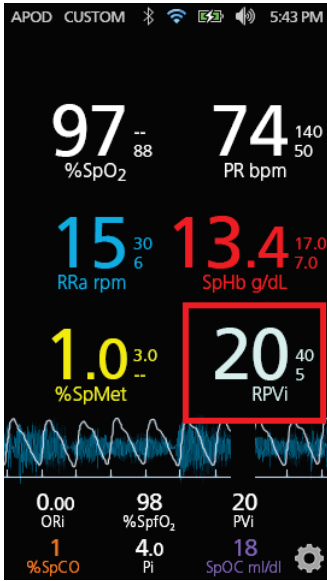 APOD CUSTOM 5:43 PM
97 -- 88 74 140 50
%SpO2 PR bpm
15 30 6 13.4 17.0 7.0
RRa rpm SpHb g/dL
1.0 3.0 -- 20 40 5
%SpMet RPVi
0.00 98 20
ORi %SpfO2 PVi
1 4.0 18
%SpCO Pi SpOC ml/dl